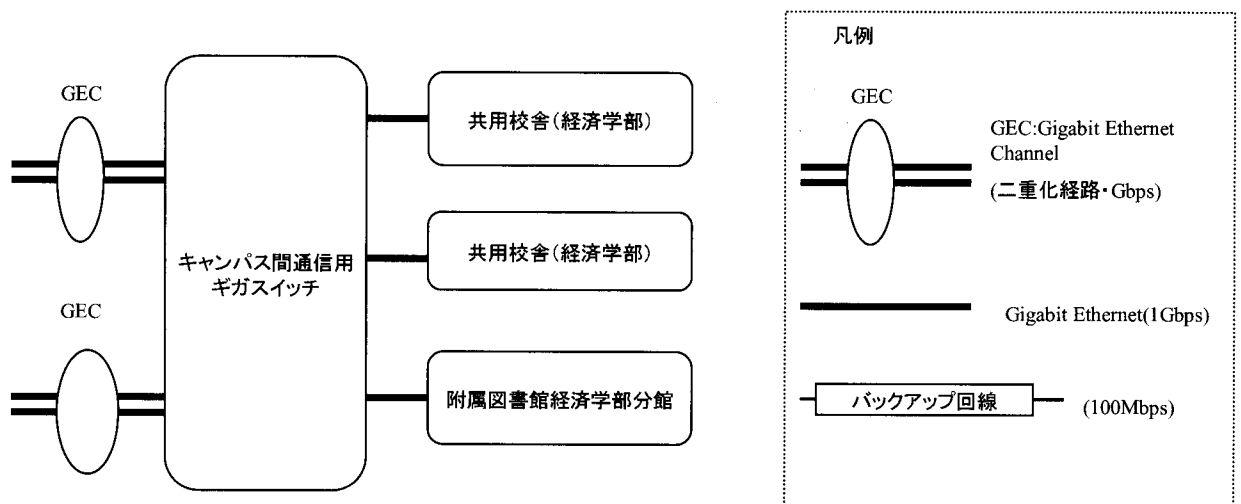 GEC
GEC
キャンパス間通信用
ギガスイッチ
共用校舎(経済学部)
共用校舎(経済学部)
附属図書館経済学部分館
凡例
GEC
GEC:Gigabit Ethernet
Channel
(二重化経路・Gbps)
Gigabit Ethernet(1Gbps)
バックアップ回線
(100Mbps)